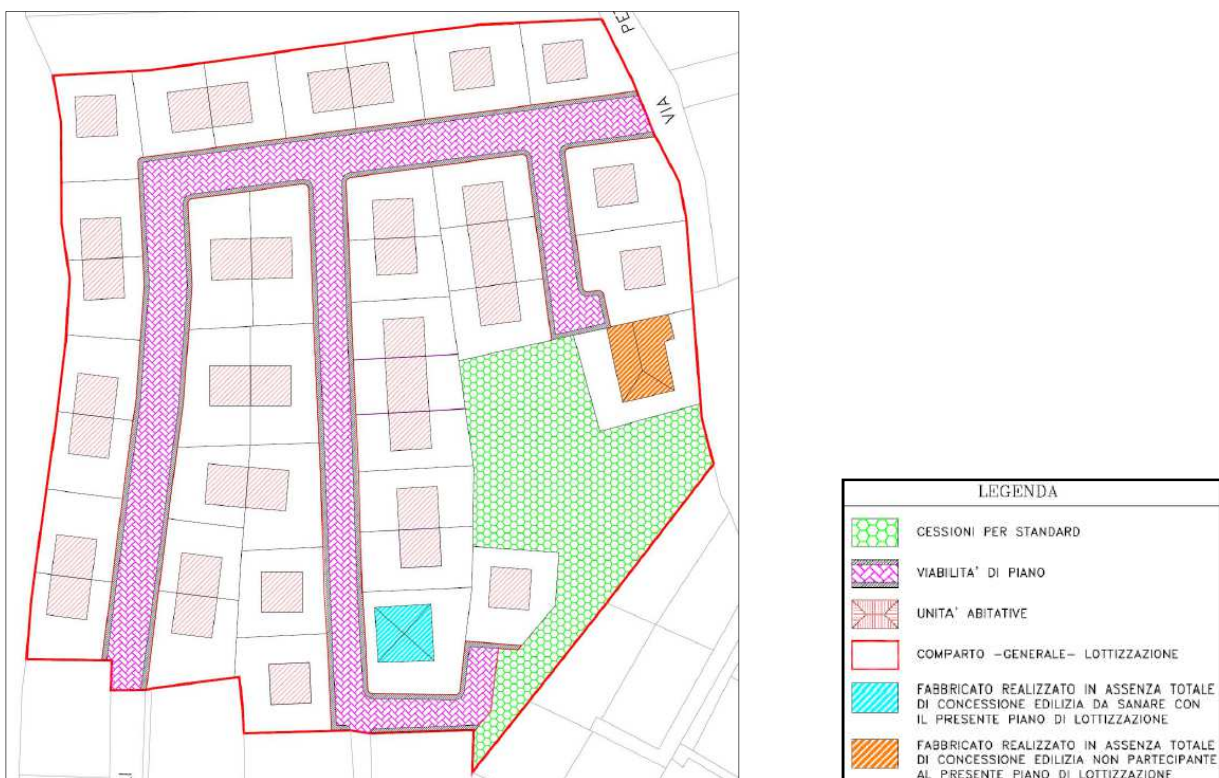 VIA
LEGENDA
CESSIONI PER STANDARD
VIABILITA' DI PIANO
UNITA' ABITATIVE
COMPARTO -GENERALE- LOTTIZZAZIONE
FABBRICATO REALIZZATO IN ASSENZA TOTALE
DI CONCESSIONE EDILIZIA DA SANARE CON
IL PRESENTE PIANO DI LOTTIZZAZIONE
FABBRICATO REALIZZATO IN ASSENZA TOTALE
DI CONCESSIONE EDILIZIA NON PARTECIPANTE
AL PRESENTE PIANO DI LOTTIZZAZIONE